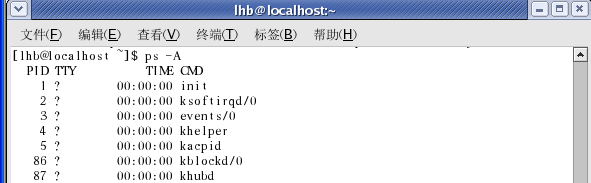 lhb@localhost:~
文件(F) 编辑(E) 查看(V) 终端(T) 标签(B) 帮助(H)
[lhb@localhost ~]$ ps -A
PID TTY TIME CMD
1 ? 00:00:00 init
2 ? 00:00:00 ksoftirqd/0
3 ? 00:00:00 events/0
4 ? 00:00:00 khelper
5 ? 00:00:00 kacpid
86 ? 00:00:00 kblockd/0
87 ? 00:00:00 khubd